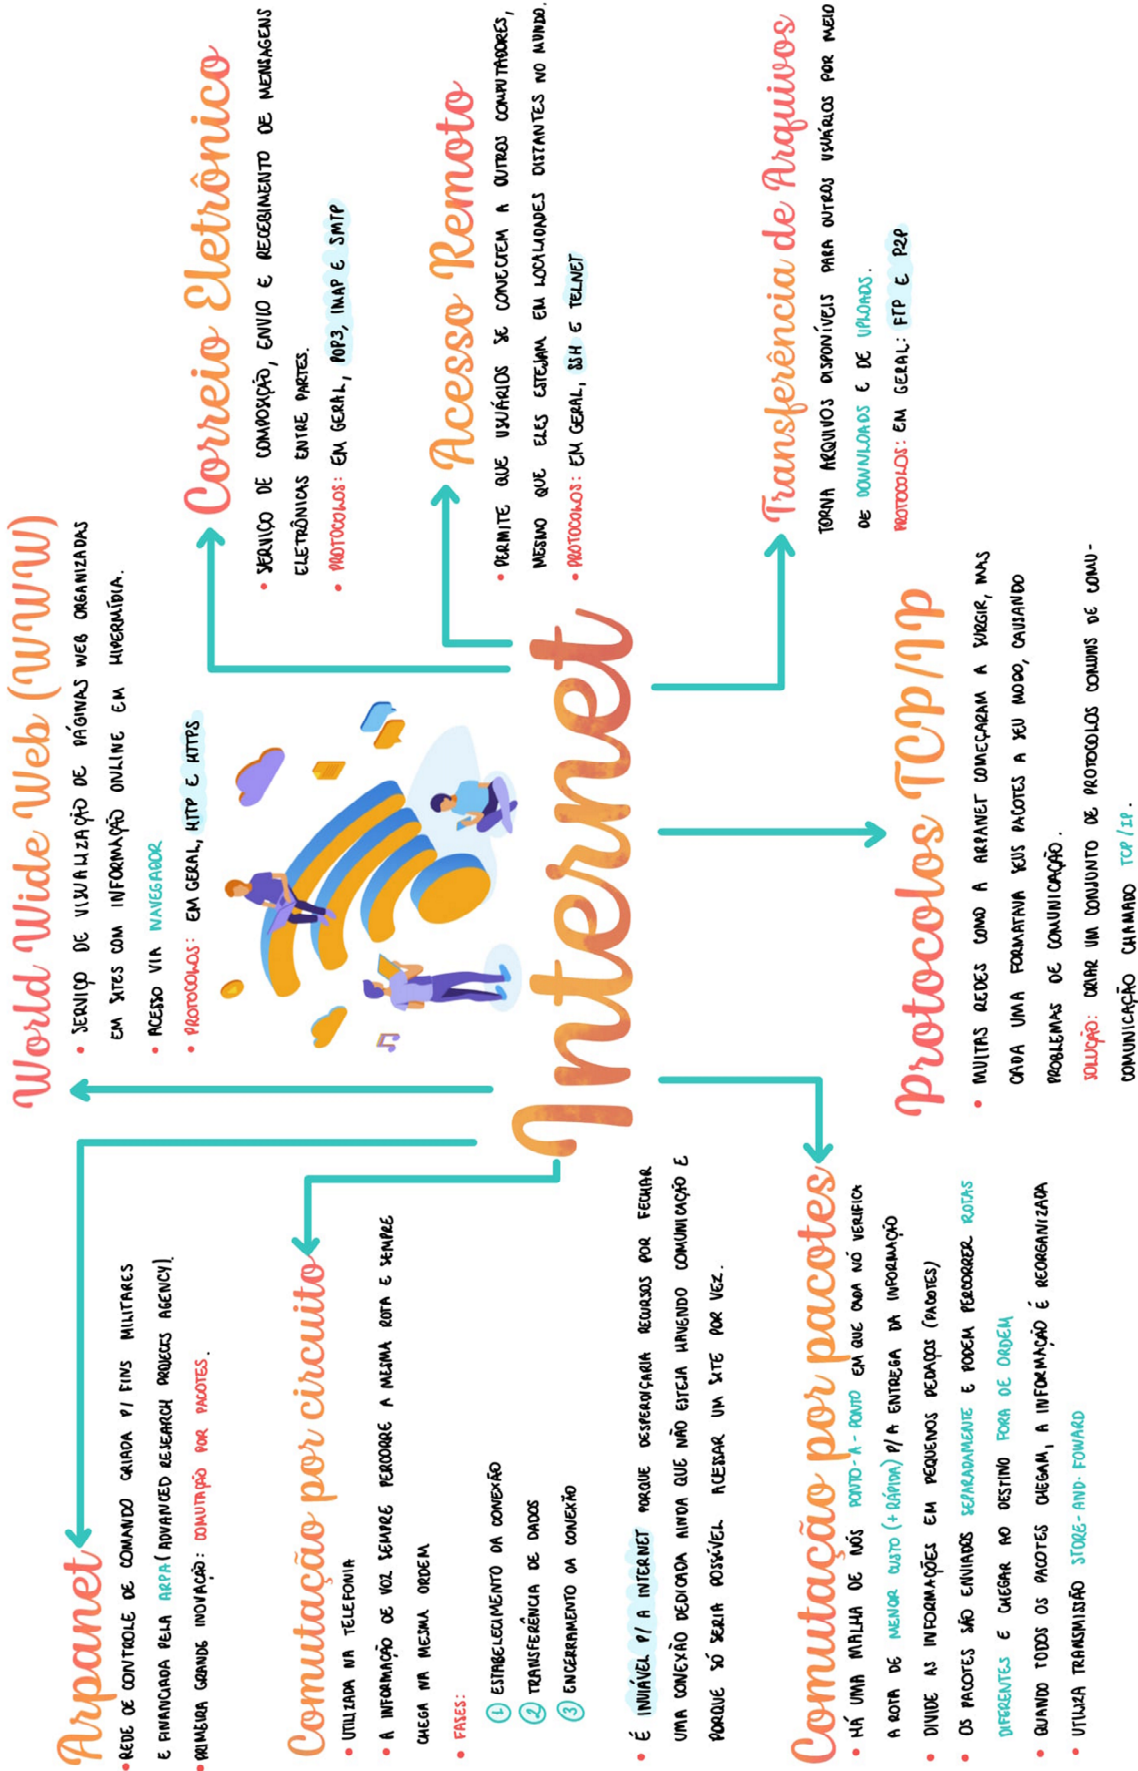 Internet
Arpanet
• REDE DE CONTROLE DE COMANDO CRIADA P/ FINS MILITARES
E FINANCIADA PELA ARPA (ADVANCED RESEARCH PROJECTS AGENCY).
• PRIMEIRA GRANDE INOVAÇÃO: COMUTAÇÃO POR PACOTES.
World Wide Web (WWW)
• SERVIÇO DE VISUALIZAÇÃO DE PÁGINAS WEB ORGANIZADAS
EM SITES COM INFORMAÇÃO ONLINE EM HIPERMÍDIA.
• ACESSO VIA NAVEGADOR
• PROTOCOLOS: EM GERAL, HTTP E HTTPS
Correio Eletrônico
• SERVIÇO DE COMPOSIÇÃO, ENVIO E RECEBIMENTO DE MENSAGENS
ELETRÔNICAS ENTRE PARTES.
• PROTOCOLOS: EM GERAL, POP3, IMAP E SMTP
Comutação por circuito
• UTILIZADA NA TELEFONIA
• A INFORMAÇÃO DE VOZ SEMPRE PERCORRE A MESMA ROTA E SEMPRE
CHEGA NA MESMA ORDEM
• FASES:
1 ESTABELECIMENTO DA CONEXÃO
2 TRANSFERÊNCIA DE DADOS
3 ENCERRAMENTO DA CONEXÃO
• É INVIÁVEL P/ A INTERNET PORQUE DESPERDIÇARIA RECURSOS POR FECHAR
UMA CONEXÃO DEDICADA AINDA QUE NÃO ESTEJA HAVENDO COMUNICAÇÃO E
PORQUE SÓ SERIA POSSÍVEL ACESSAR UM SITE POR VEZ.
Acesso Remoto
• PERMITE QUE USUÁRIOS SE CONECTEM A OUTROS COMPUTADORES,
MESMO QUE ELES ESTEJAM EM LOCALIDADES DISTANTES NO MUNDO.
• PROTOCOLOS: EM GERAL, SSH E TELNET
Comutação por pacotes
• HÁ UMA MALHA DE NÓS PONTO-A-PONTO EM QUE CADA NÓ VERIFICA
A ROTA DE MENOR CUSTO (+ RÁPIDA) P/ A ENTREGA DA INFORMAÇÃO
• DIVIDE AS INFORMAÇÕES EM PEQUENOS PEDAÇOS (PACOTES)
• OS PACOTES SÃO ENVIADOS SEPARADAMENTE E PODEM PERCORRER ROTAS
DIFERENTES E CHEGAR AO DESTINO FORA DE ORDEM
• QUANDO TODOS OS PACOTES CHEGAM, A INFORMAÇÃO É REORGANIZADA
• UTILIZA TRANSMISSÃO STORE-AND-FOWARD
Protocolos TCP/IP
• MUITAS REDES COMO A ARPANET COMEÇARAM A SURGIR, MAS
CADA UMA FORMATAVA SEUS PACOTES A SEU MODO, CAUSANDO
PROBLEMAS DE COMUNICAÇÃO.
SOLUÇÃO: CRIAR UM CONJUNTO DE PROTOCOLOS COMUNS DE COMU-
COMUNICAÇÃO CHAMADO TCP/IP.
Transferência de Arquivos
TORNA ARQUIVOS DISPONÍVEIS PARA OUTROS USUÁRIOS POR MEIO
DE DOWNLOADS E DE UPLOADS.
PROTOCOLOS: EM GERAL: FTP E P2P